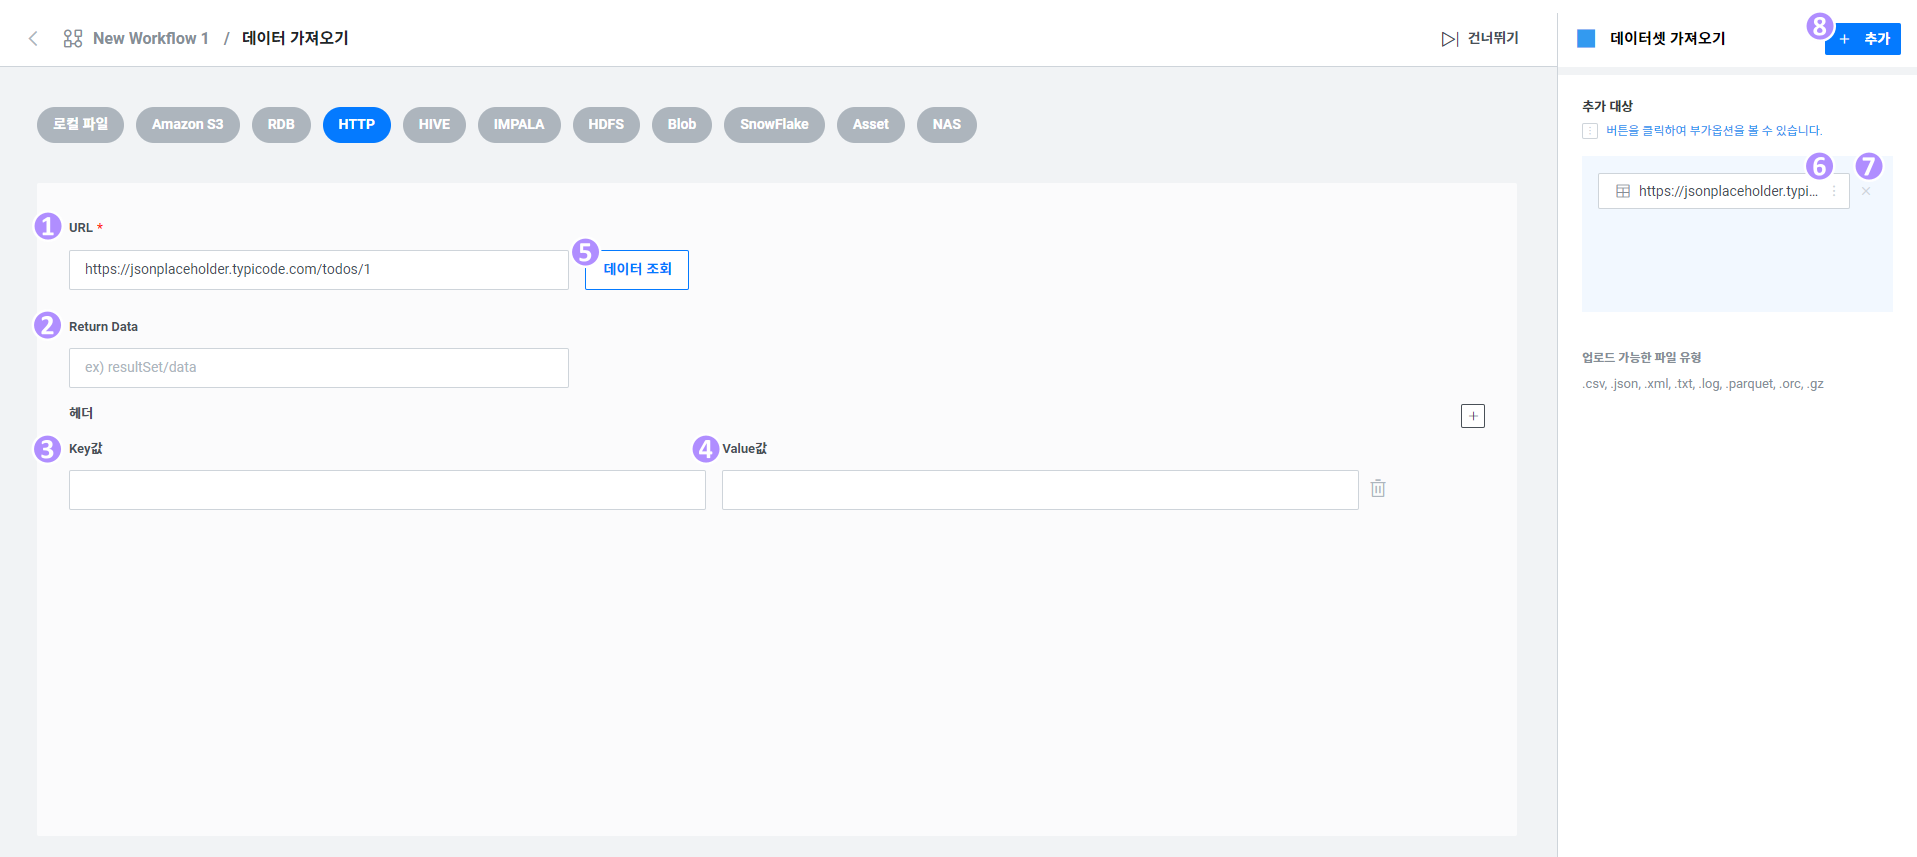 New Workflow 1 / 데이터 가져오기
건너뛰기
로컬 파일
Amazon S3
RDB
HTTP
HIVE
IMPALA
HDFS
Blob
SnowFlake
Asset
NAS
1 URL *
https://jsonplaceholder.typicode.com/todos/1
5 데이터 조회
2 Return Data
ex) resultSet/data
헤더
+
3 Key값
4 Value값
데이터셋 가져오기
8 + 추가
추가 대상
버튼을 클릭하여 부가옵션을 볼 수 있습니다.
6
7
https://jsonplaceholder.typi...
업로드 가능한 파일 유형
.csv, .json, .xml, .txt, .log, .parquet, .orc, .gz